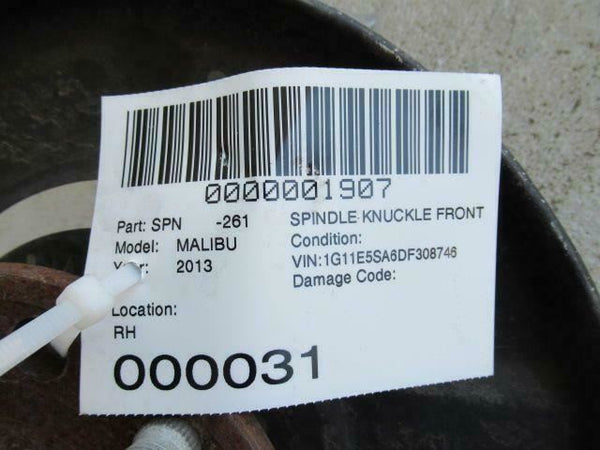 0000001907
Part: SPN -261 SPINDLE KNUCKLE FRONT
Model: MALIBU Condition:
2013 VIN:1G11E5SA6DF308746
Damage Code:
Location:
RH
000031